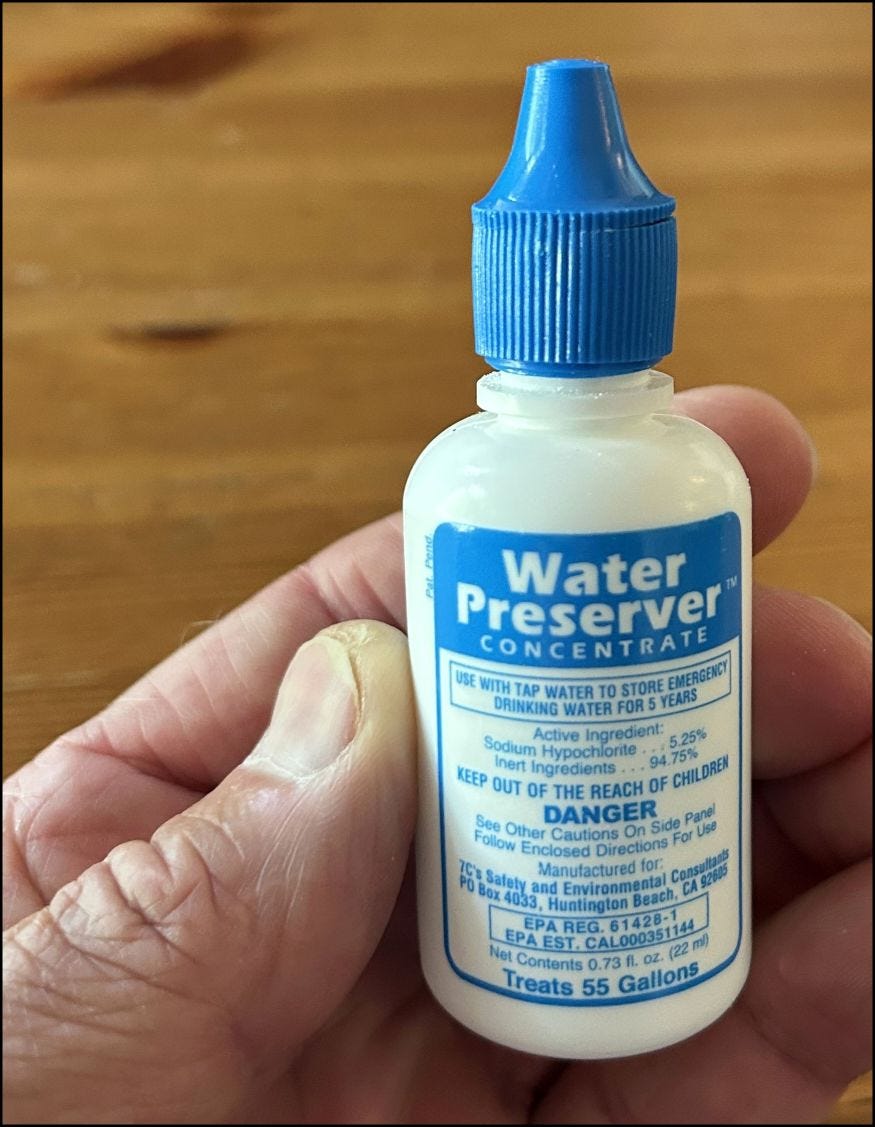 Pat. Pend.
Water
Preserver™
CONCENTRATE
USE WITH TAP WATER TO STORE EMERGENCY
DRINKING WATER FOR 5 YEARS
Active Ingredient:
Sodium Hypochlorite . . . 5.25%
Inert Ingredients . . . 94.75%
KEEP OUT OF THE REACH OF CHILDREN
DANGER
See Other Cautions On Side Panel
Follow Enclosed Directions For Use
Manufactured for:
7C's Safety and Environmental Consultants
PO Box 4033, Huntington Beach, CA 92605
EPA REG. 61428-1
EPA EST. CAL000351144
Net Contents 0.73 fl. oz. (22 ml)
Treats 55 Gallons